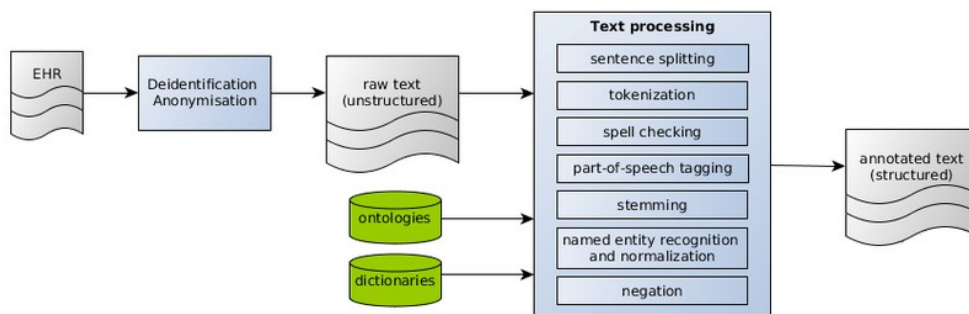 EHR
Deidentification
Anonymisation
raw text
(unstructured)
ontologies
dictionaries
Text processing
sentence splitting
tokenization
spell checking
part-of-speech tagging
stemming
named entity recognition
and normalization
negation
annotated text
(structured)